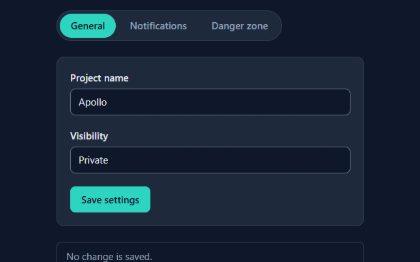 General Notifications Danger zone
Project name
Apollo
Visibility
Private
Save settings
No change is saved.